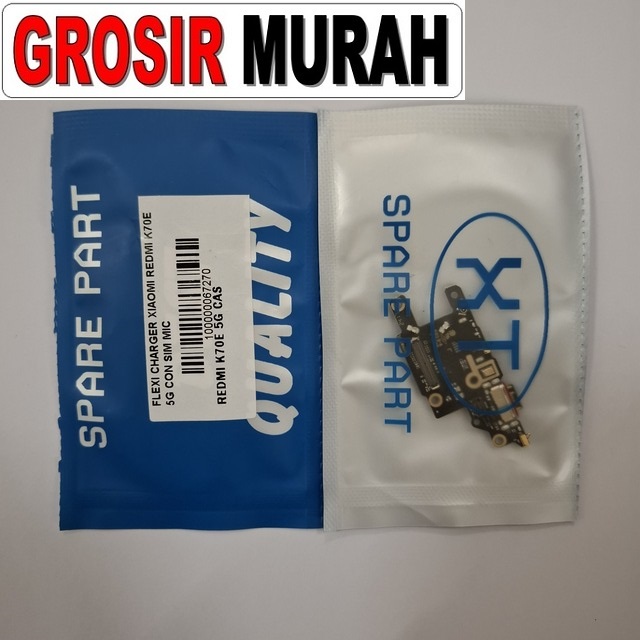 GROSIR MURAH
SPARE PART
FLEXI CHARGER XIAOMI REDMI K70E
5G CON SIM MIC
100000067270
REDMI K70E 5G CAS
QUALITY
SPARE PART
XT